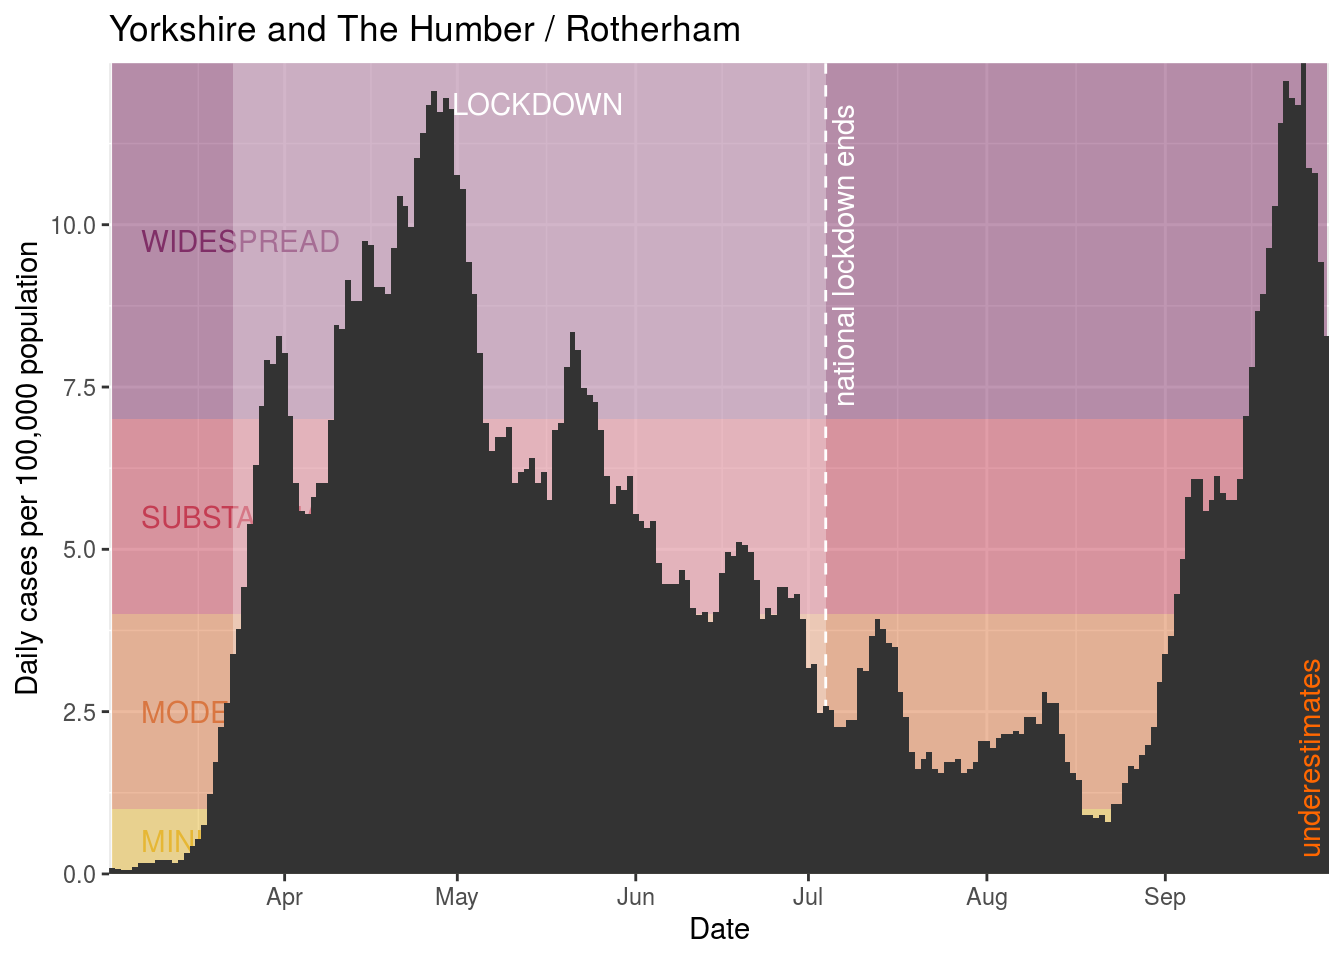 Yorkshire and The Humber / Rotherham
LOCKDOWN
national lockdown ends
WIDESPREAD
SUBSTA
MODE
MINI
underestimates
Daily cases per 100,000 population
10.0
7.5
5.0
2.5
0.0
Apr May Jun Jul Aug Sep
Date